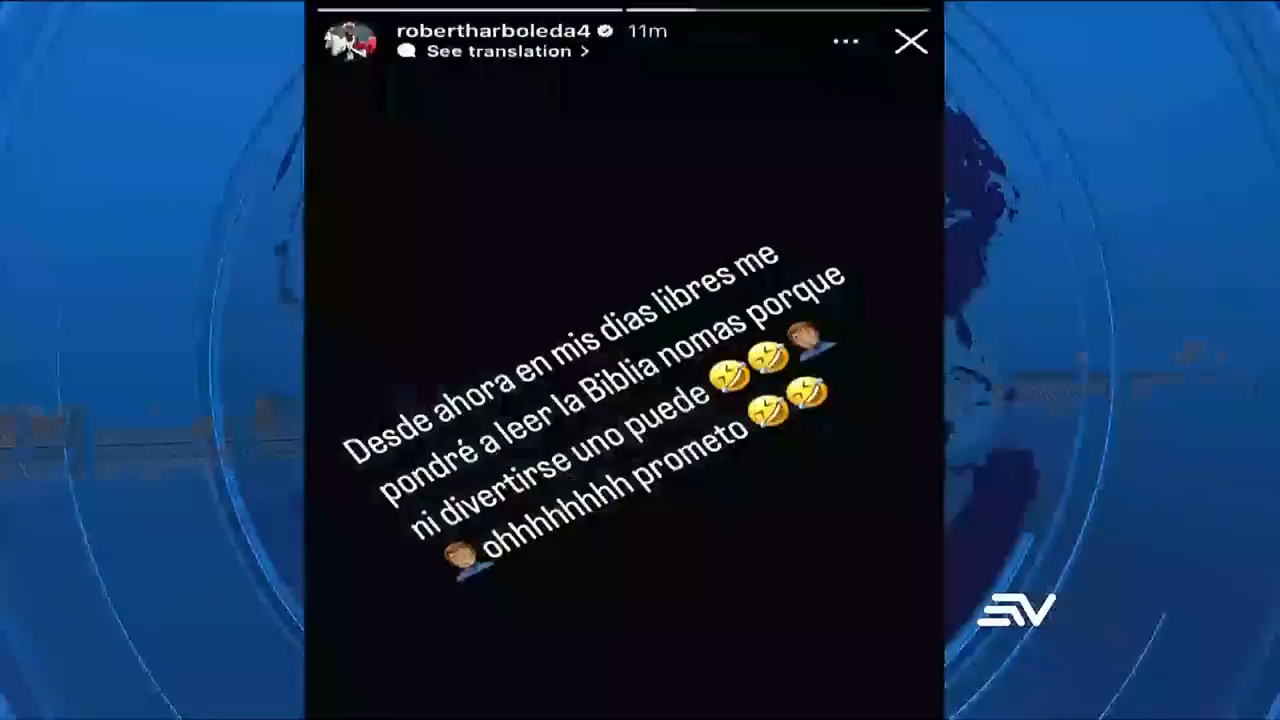 robertharboleda4 11m
See translation >
Desde ahora en mis dias libres me
pondré a leer la Biblia nomas porque
ni divertirse uno puede 🤣🤣🤦🏽‍♂️
🤦🏽‍♂️ohhhhhhhh prometo 🤣🤣